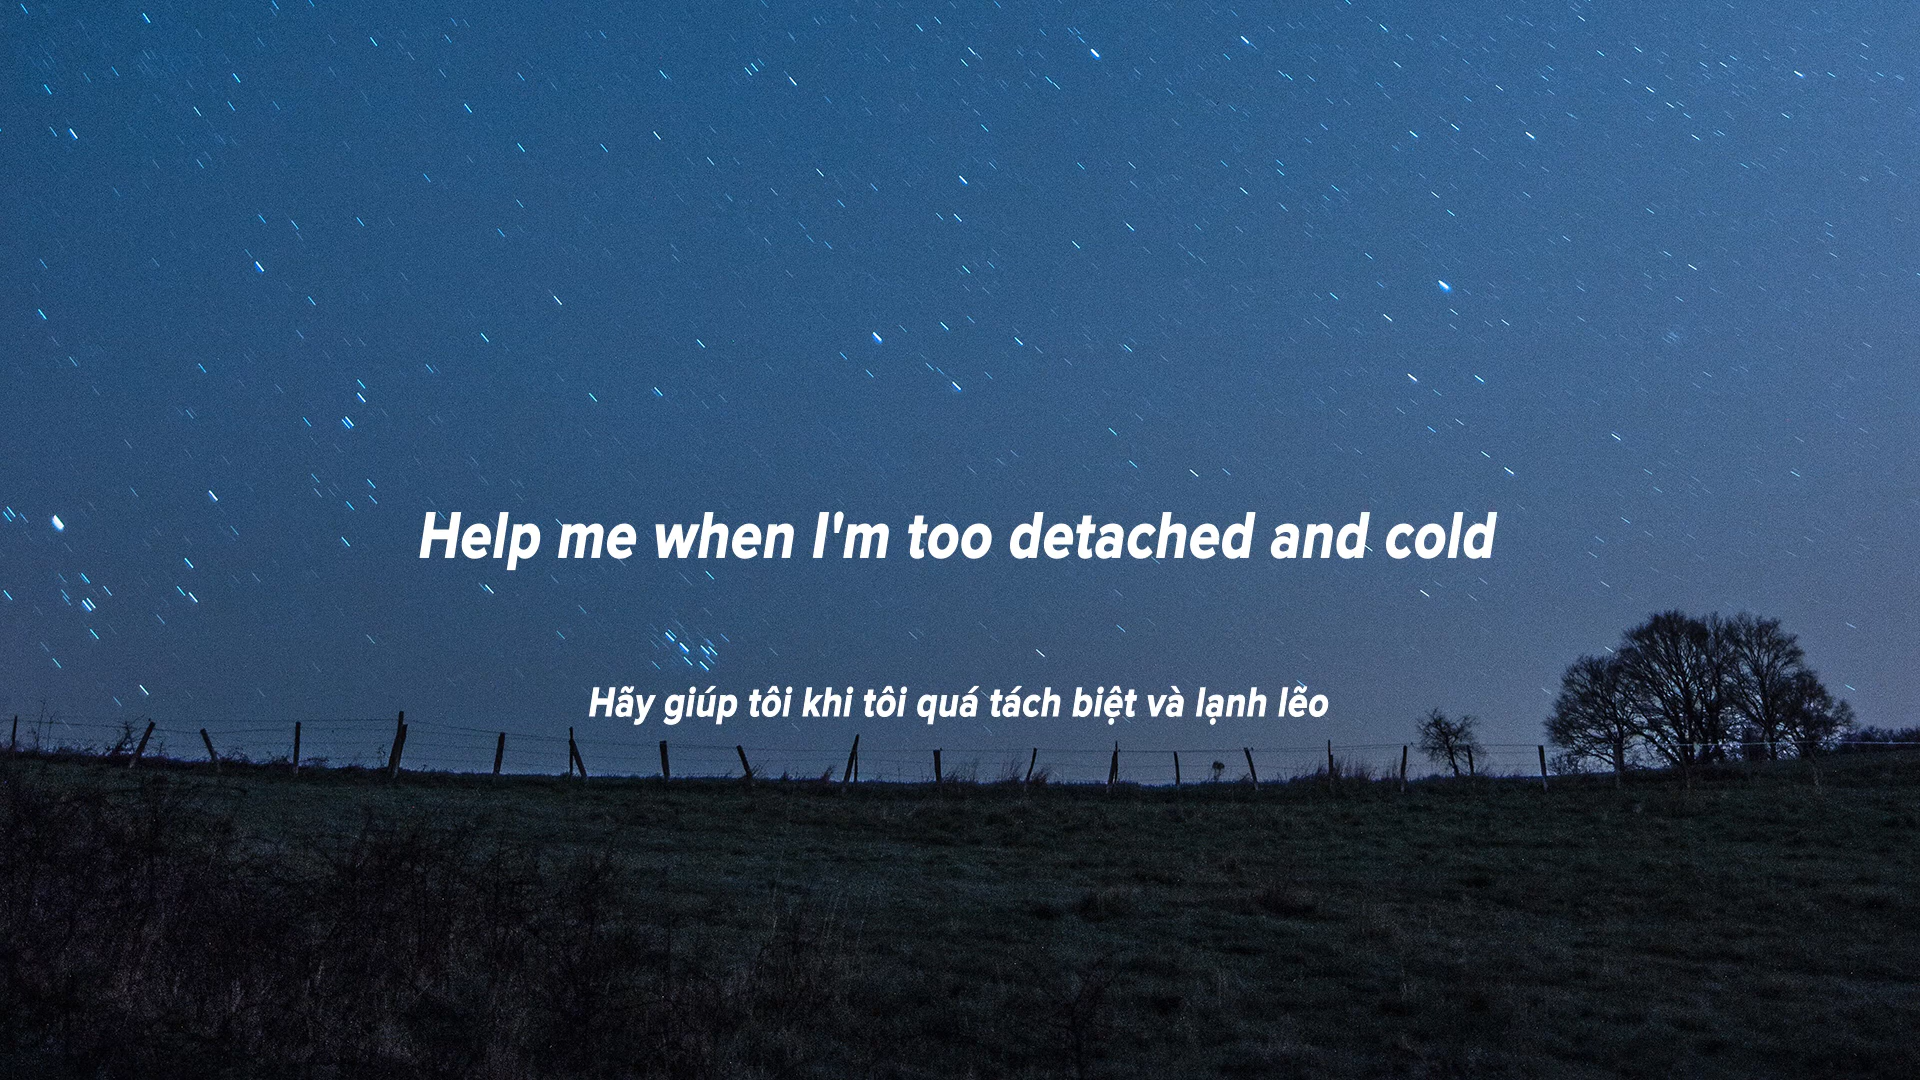 Help me when I'm too detached and cold
Hãy giúp tôi khi tôi quá tách biệt và lạnh lẽo